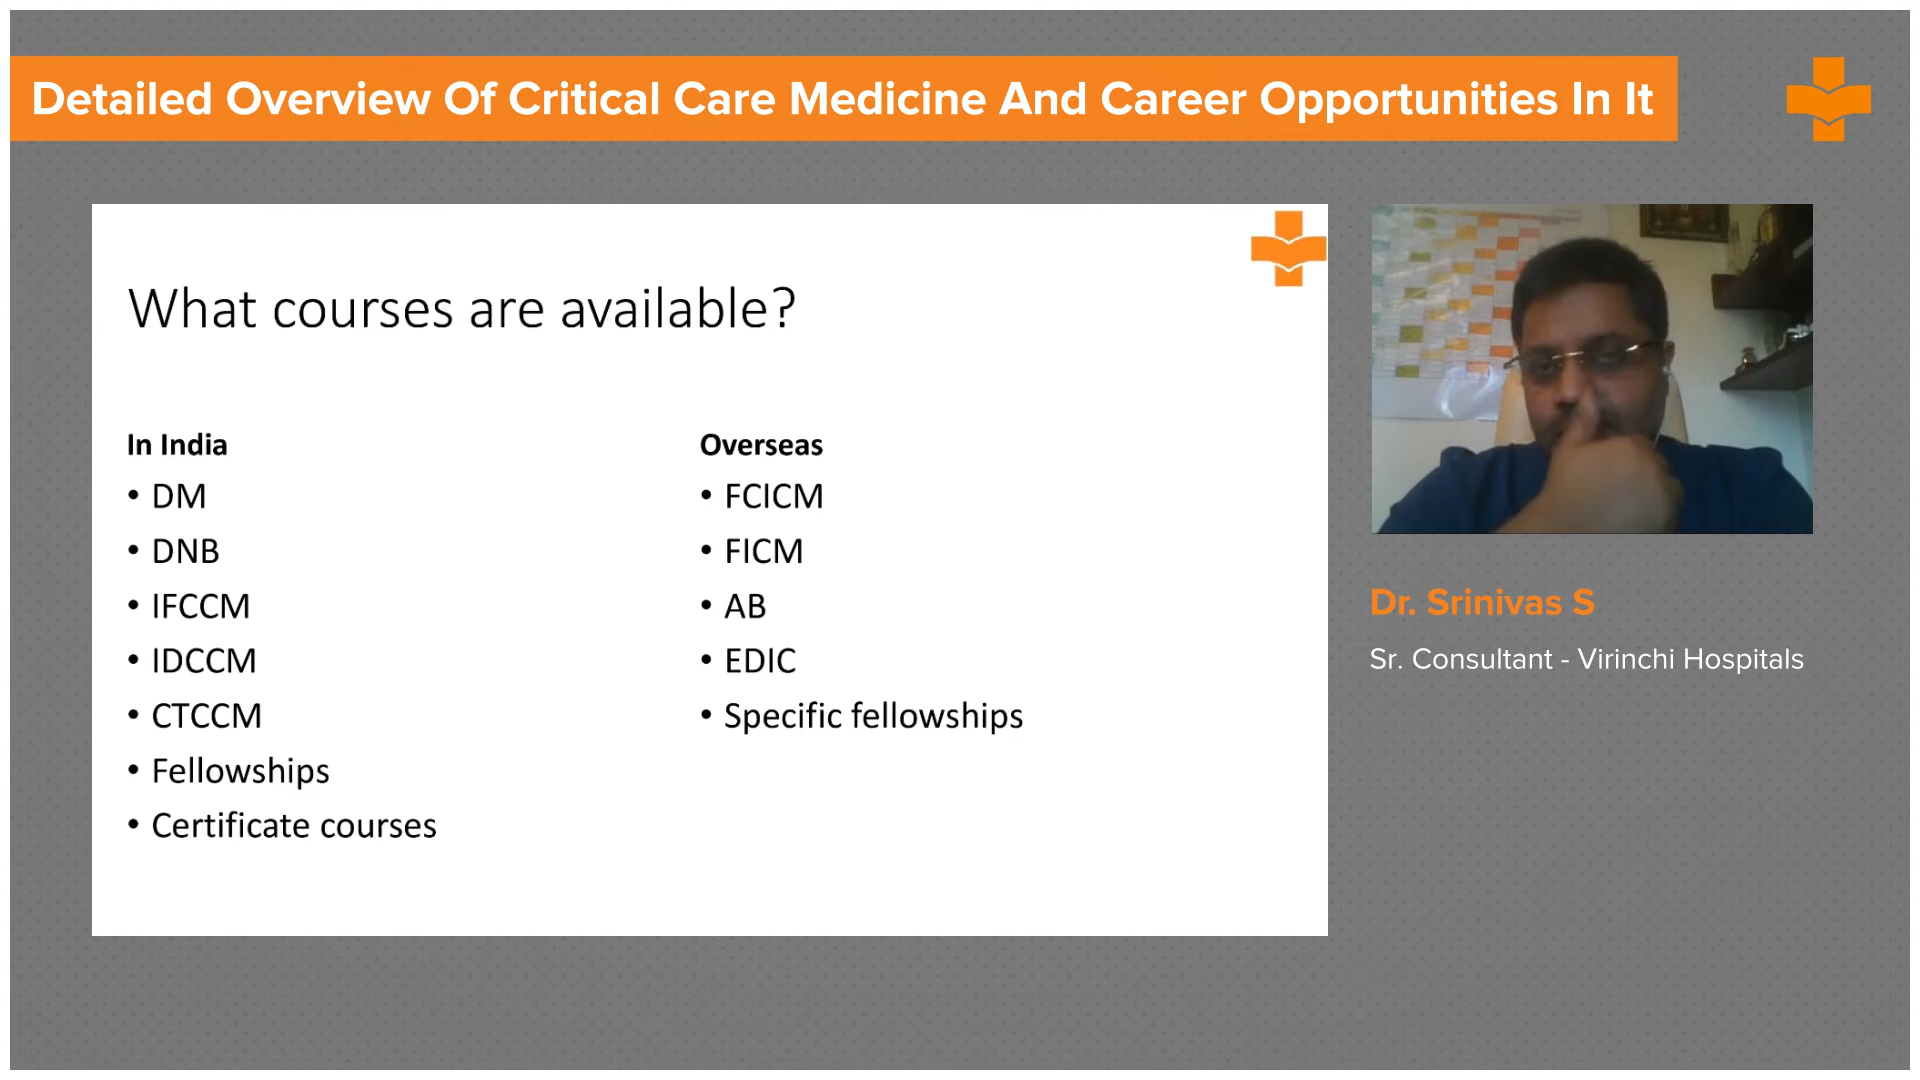 Detailed Overview Of Critical Care Medicine And Career Opportunities In It
What courses are available?
In India
• DM
• DNB
• IFCCM
• IDCCM
• CTCCM
• Fellowships
• Certificate courses
Overseas
• FCICM
• FICM
• AB
• EDIC
• Specific fellowships
Dr. Srinivas S
Sr. Consultant - Virinchi Hospitals